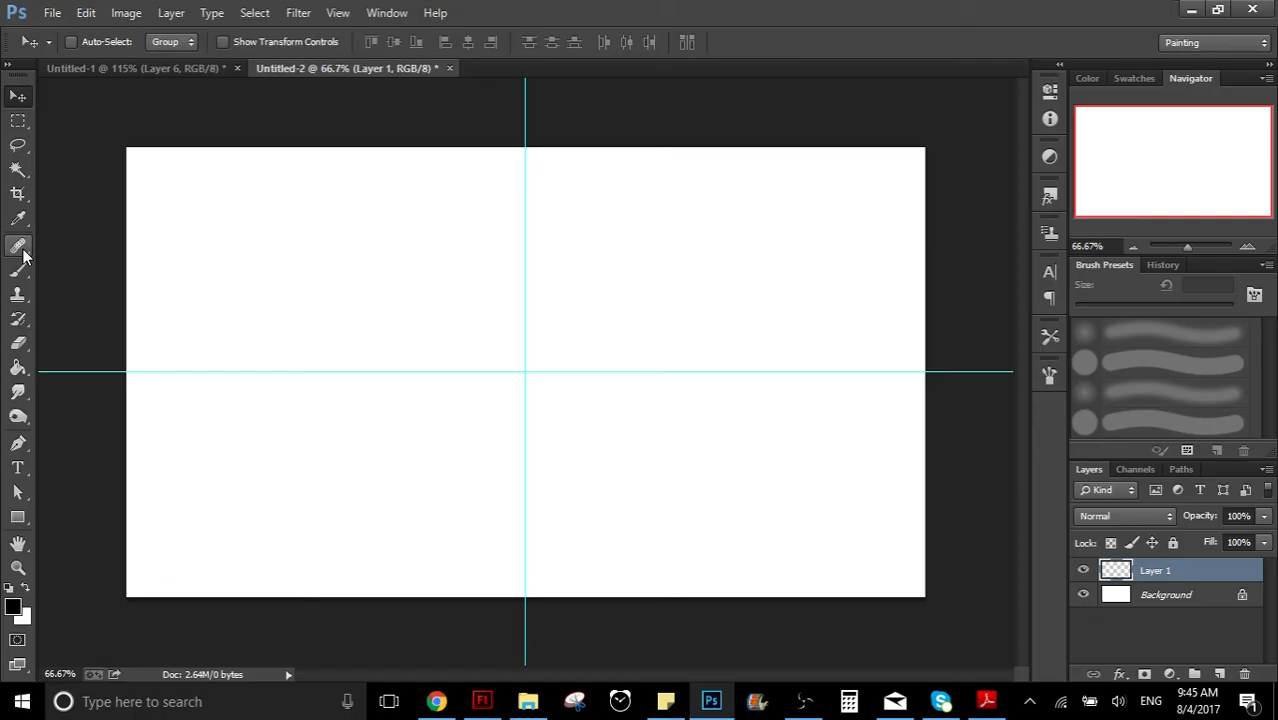 Ps File Edit Image Layer Type Select Filter View Window Help
Auto-Select: Group Show Transform Controls Painting
Untitled-1 @ 115% (Layer 6, RGB/8) * × Untitled-2 @ 66.7% (Layer 1, RGB/8) * ×
Color Swatches Navigator
66.67%
Brush Presets History
Size:
Layers Channels Paths
Kind
Normal Opacity: 100%
Lock: Fill: 100%
Layer 1
Background
66.67% Doc: 2.64M/0 bytes
Type here to search Fl Ps ENG 9:45 AM
8/4/2017